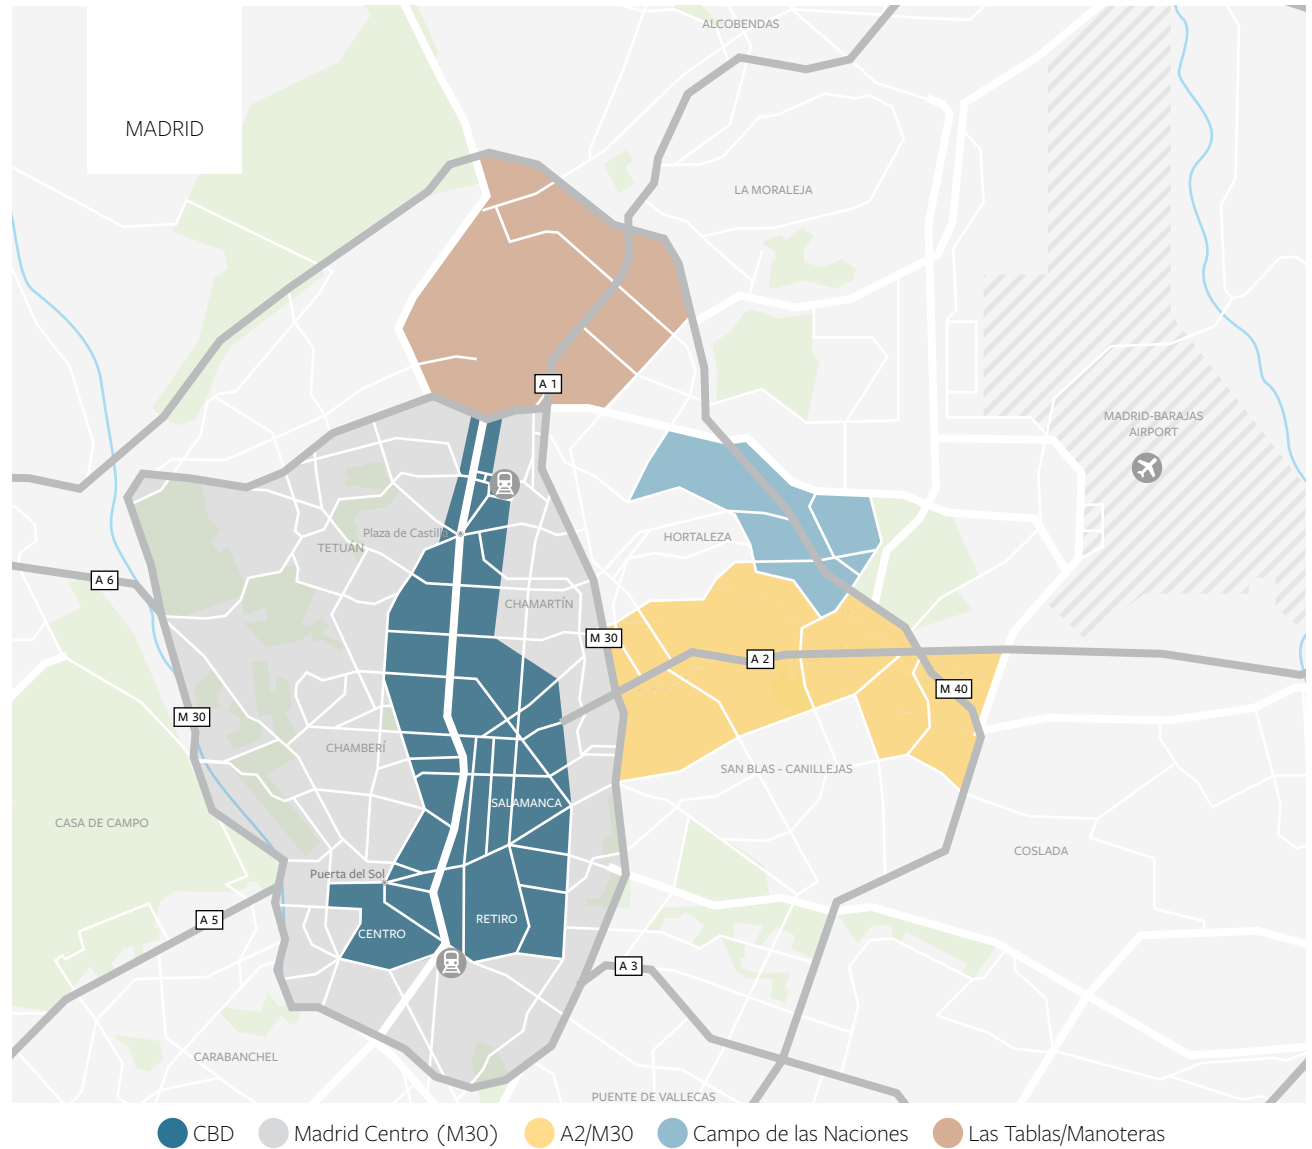 ALCOBENDAS
MADRID
LA MORALEJA
A 1
MADRID-BARAJAS
AIRPORT
Plaza de Castilla
HORTALEZA
TETUÁN
A 6
CHAMARTÍN
M 30
A 2
M 40
M 30
CHAMBERÍ
SAN BLAS - CANILLEJAS
SALAMANCA
CASA DE CAMPO
COSLADA
Puerta del Sol
A 5
RETIRO
CENTRO
A 3
CARABANCHEL
PUENTE DE VALLECAS
CBD
Madrid Centro (M30)
A2/M30
Campo de las Naciones
Las Tablas/Manoteras